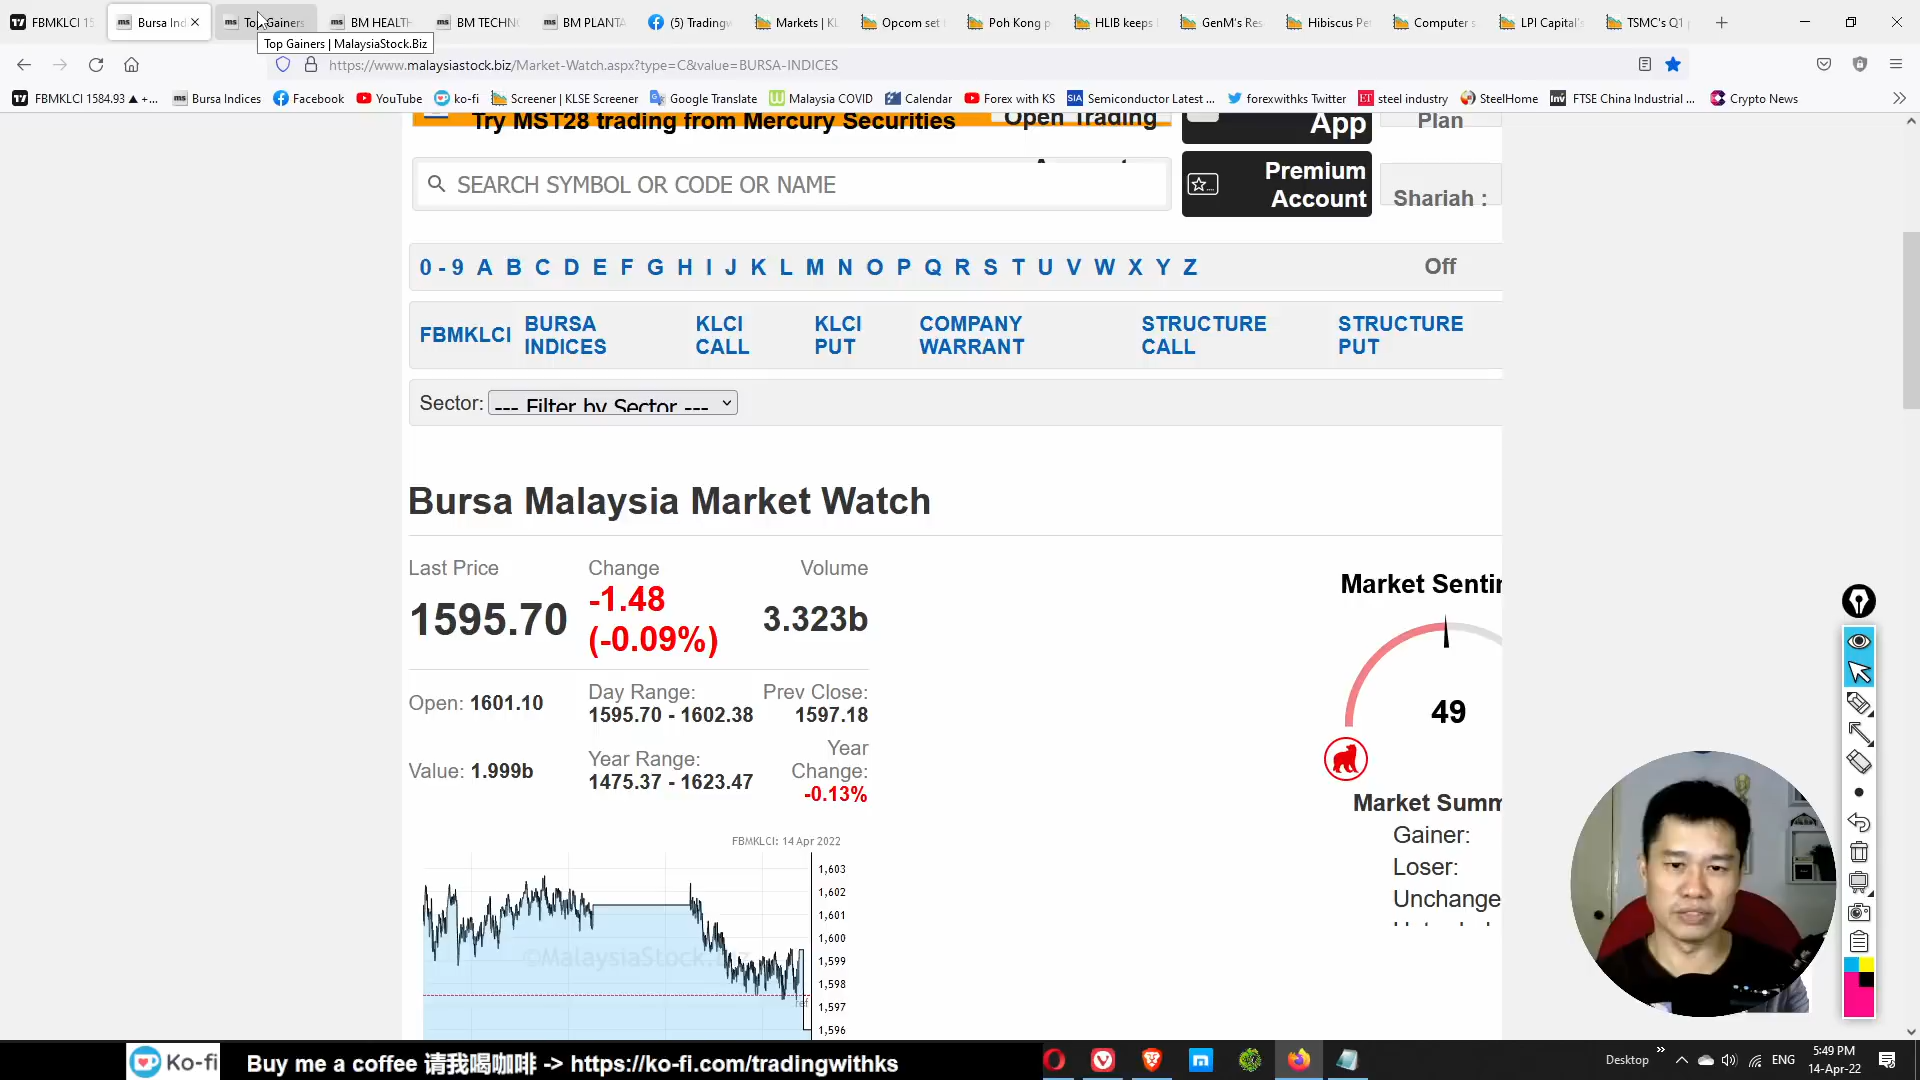 FBMKLCI 15
Bursa Ind
Top Gainers
BM HEALTH
BM TECHNO
BM PLANTA
(5) Tradingw
Markets | KL
Opcom set
Poh Kong p
HLIB keeps
GenM's Res
Hibiscus Pe
Computer s
LPI Capital's
TSMC's Q1
Top Gainers | MalaysiaStock.Biz
https://www.malaysiastock.biz/Market-Watch.aspx?type=C&value=BURSA-INDICES
FBMKLCI 1584.93 ▲ +...
Bursa Indices
Facebook
YouTube
ko-fi
Screener | KLSE Screener
Google Translate
Malaysia COVID
Calendar
Forex with KS
Semiconductor Latest ...
forexwithks Twitter
steel industry
SteelHome
FTSE China Industrial ...
Crypto News
Try MST28 trading from Mercury Securities
Open Trading
App
Plan
SEARCH SYMBOL OR CODE OR NAME
Premium
Account
Shariah :
0 - 9 A B C D E F G H I J K L M N O P Q R S T U V W X Y Z
Off
FBMKLCI
BURSA
INDICES
KLCI
CALL
KLCI
PUT
COMPANY
WARRANT
STRUCTURE
CALL
STRUCTURE
PUT
Sector: --- Filter by Sector ---
Bursa Malaysia Market Watch
Last Price
Change
Volume
1595.70
-1.48
(-0.09%)
3.323b
Open: 1601.10
Day Range:
1595.70 - 1602.38
Prev Close:
1597.18
Value: 1.999b
Year Range:
1475.37 - 1623.47
Year
Change:
-0.13%
Market Sentin
49
Market Summ
Gainer:
Loser:
Unchange
FBMKLCI: 14 Apr 2022
1,603
1,602
1,601
1,600
1,599
1,598
1,597
1,596
ref
©MalaysiaStock.Biz
Ko-fi
Buy me a coffee 请我喝咖啡 -> https://ko-fi.com/tradingwithks
Desktop
ENG
5:49 PM
14-Apr-22